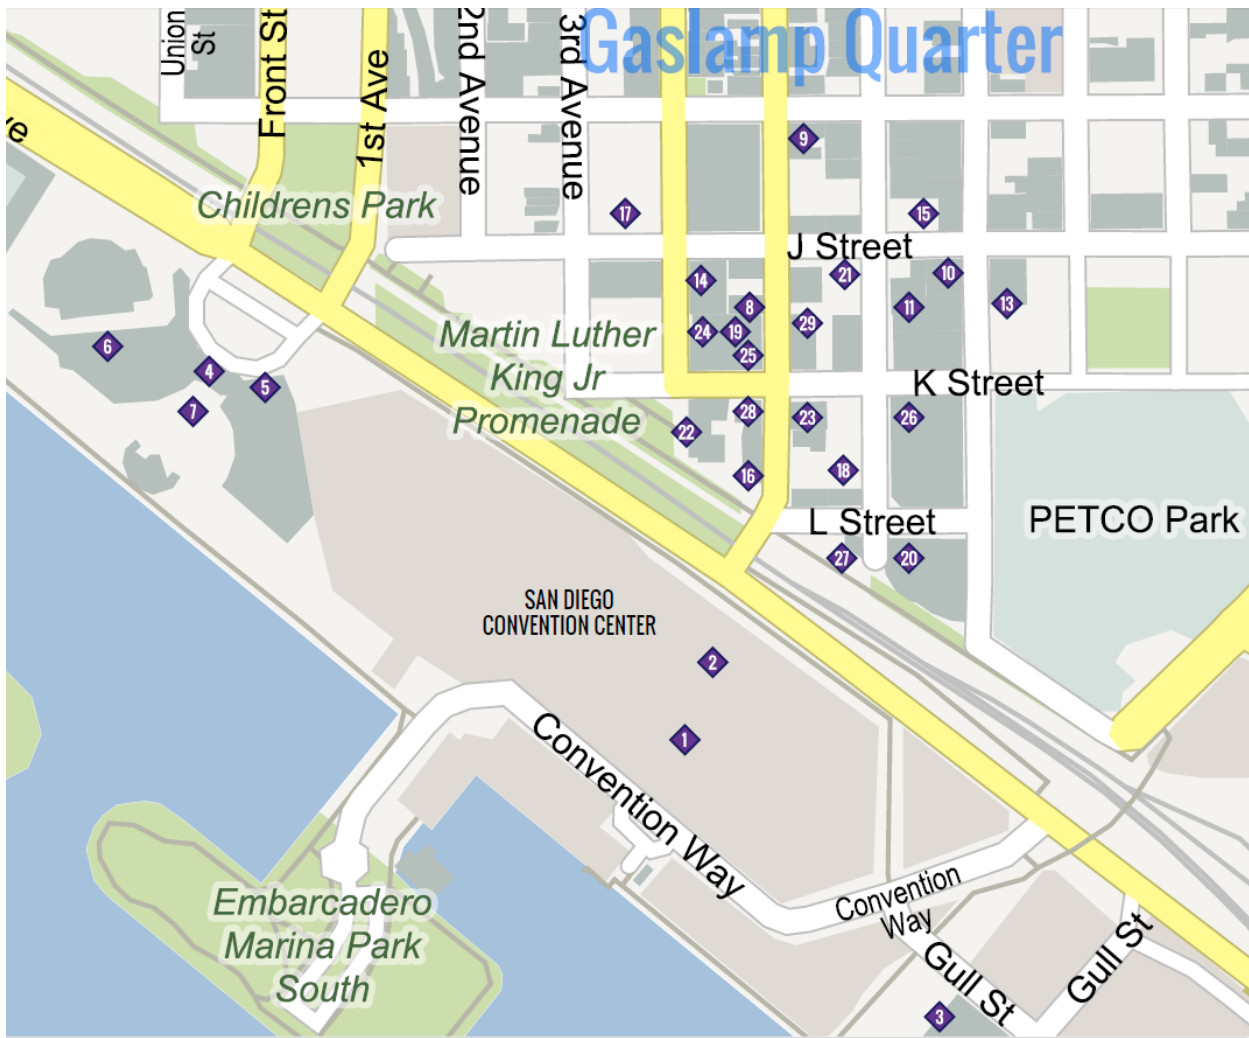 Union
St
Front St
1st Ave
2nd Avenue
3rd Avenue
Gaslamp Quarter
ve
9
Childrens Park
17
15
J Street
14
21
10
8
11
13
Martin Luther
King Jr
Promenade
24
19
29
25
6
4
5
7
K Street
28
23
26
22
16
18
L Street
PETCO Park
27
20
SAN DIEGO
CONVENTION CENTER
2
1
Convention Way
Convention
Way
Embarcadero
Marina Park
South
Gull St
Gull St
3